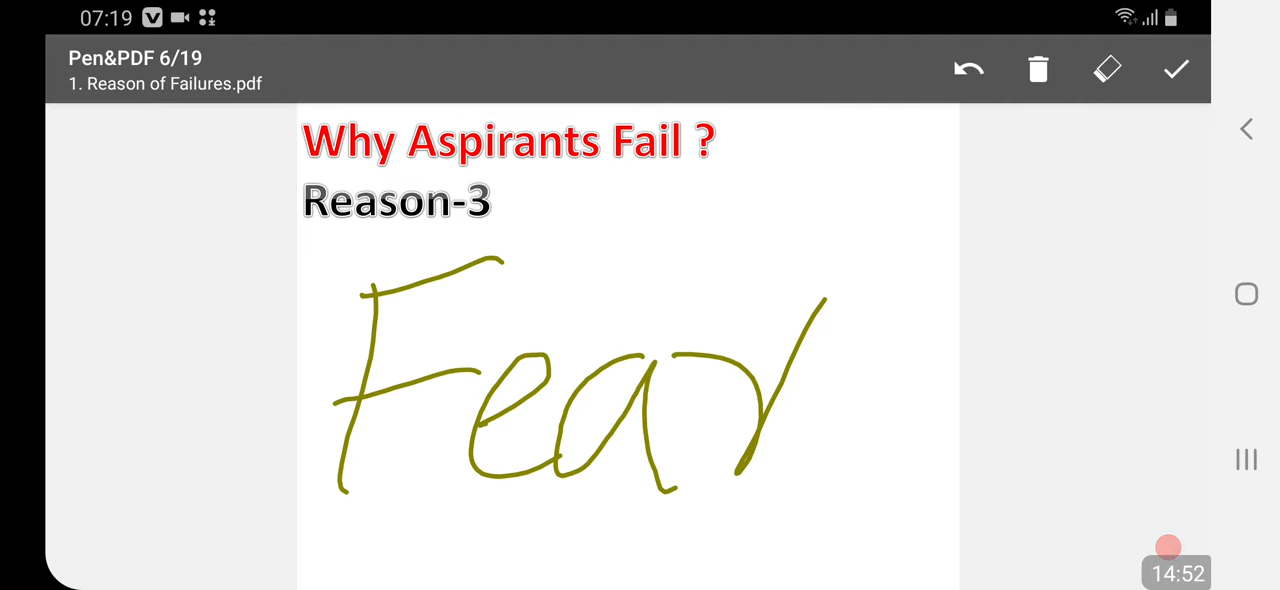 07:19
Pen&PDF 6/19
1. Reason of Failures.pdf
Why Aspirants Fail ?
Reason-3
Fear
14:52